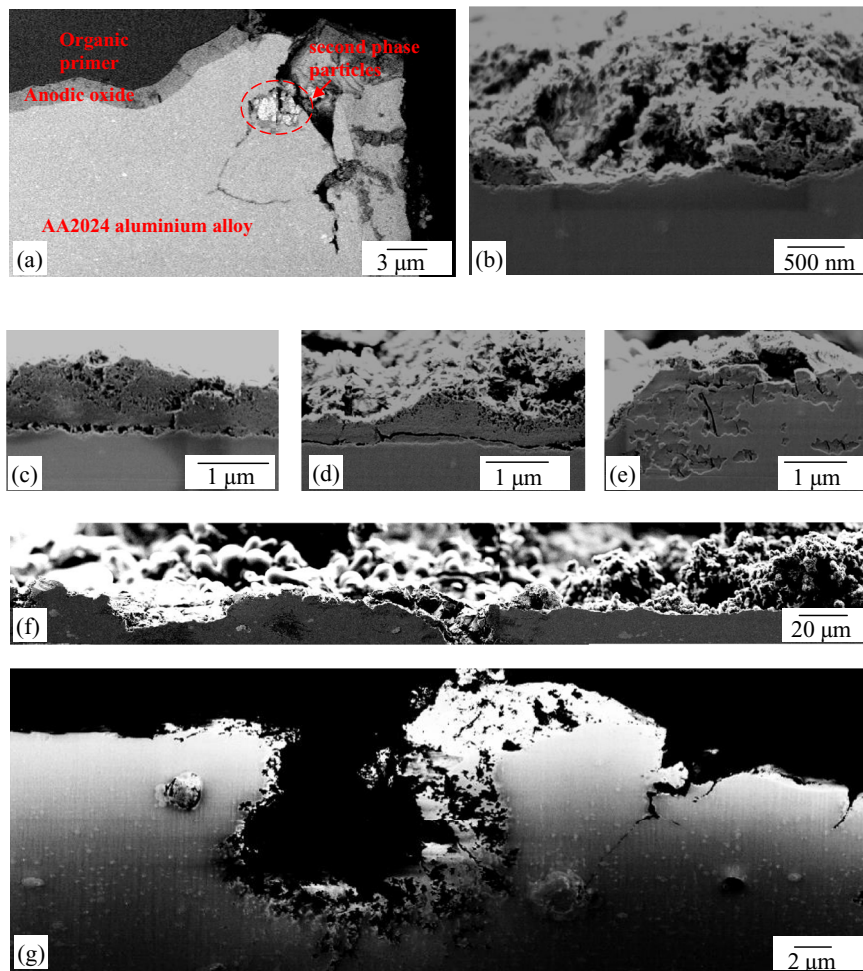 Organic
primer
Anodic oxide
second phase
particles
AA2024 aluminium alloy
(a)
3 μm
(b)
500 nm
(c)
1 μm
(d)
1 μm
(e)
1 μm
(f)
20 μm
(g)
2 μm